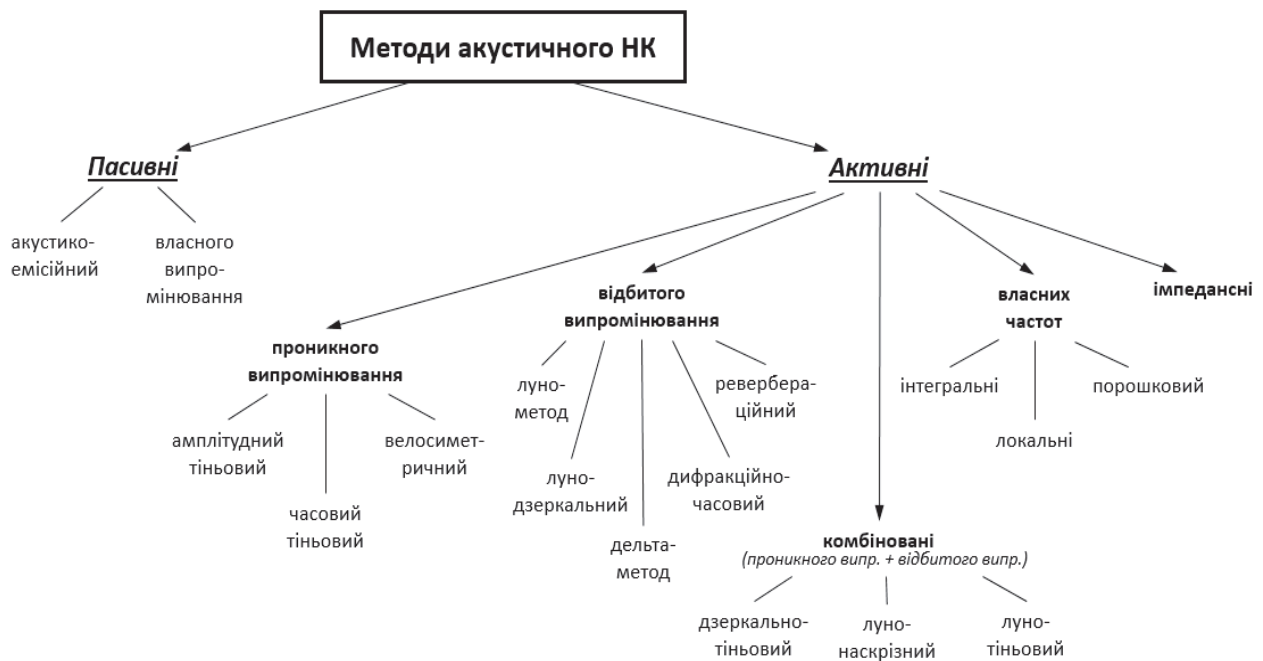 Методи акустичного НК
Пасивні
Активні
акустико-
емісійний
власного
випро-
мінювання
проникного
випромінювання
амплітудний
тіньовий
часовий
тіньовий
велосимет-
ричний
відбитого
випромінювання
луно-
метод
луно-
дзеркальний
дельта-
метод
дифракційно-
часовий
ревербера-
ційний
комбіновані
(проникного випр. + відбитого випр.)
дзеркально-
тіньовий
луно-
наскрізний
луно-
тіньовий
власних
частот
інтегральні
локальні
порошковий
імпедансні